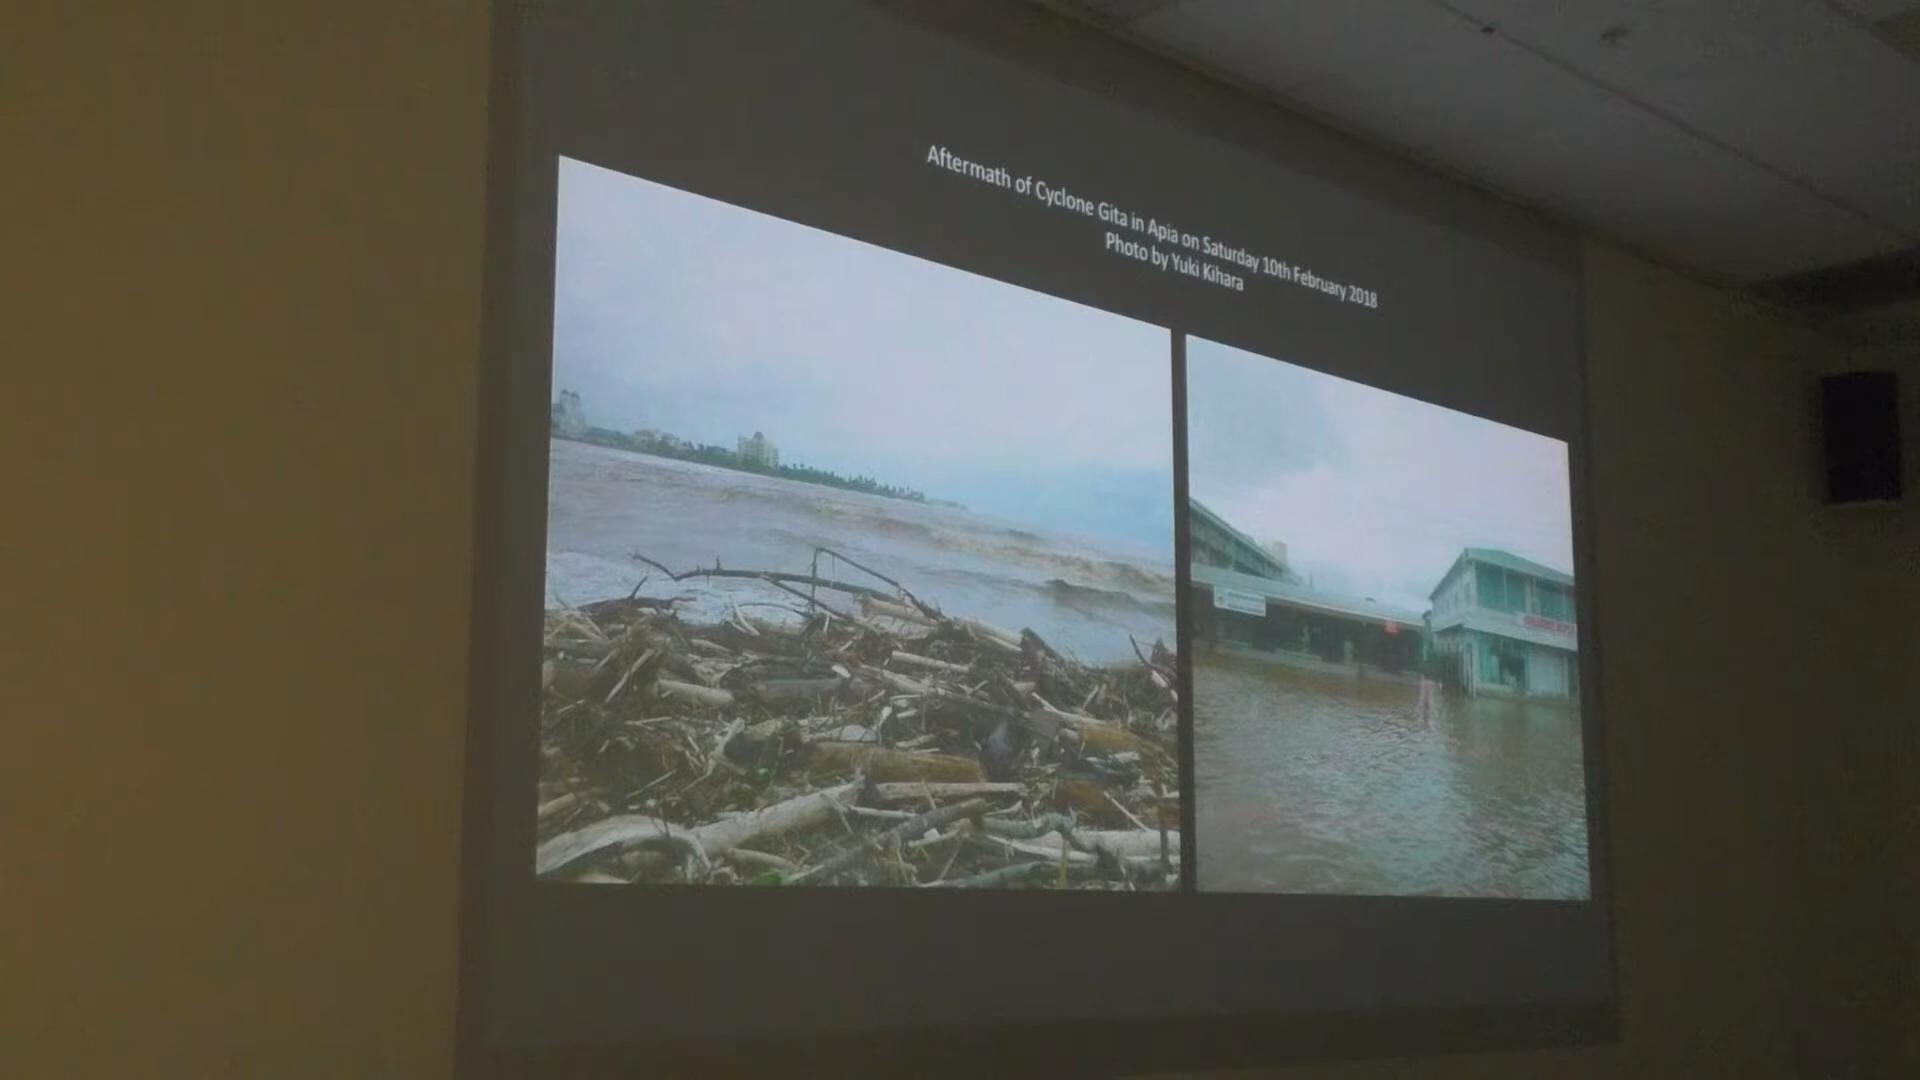 Aftermath of Cyclone Gita in Apia on Saturday 10th February 2018
Photo by Yuki Kihara